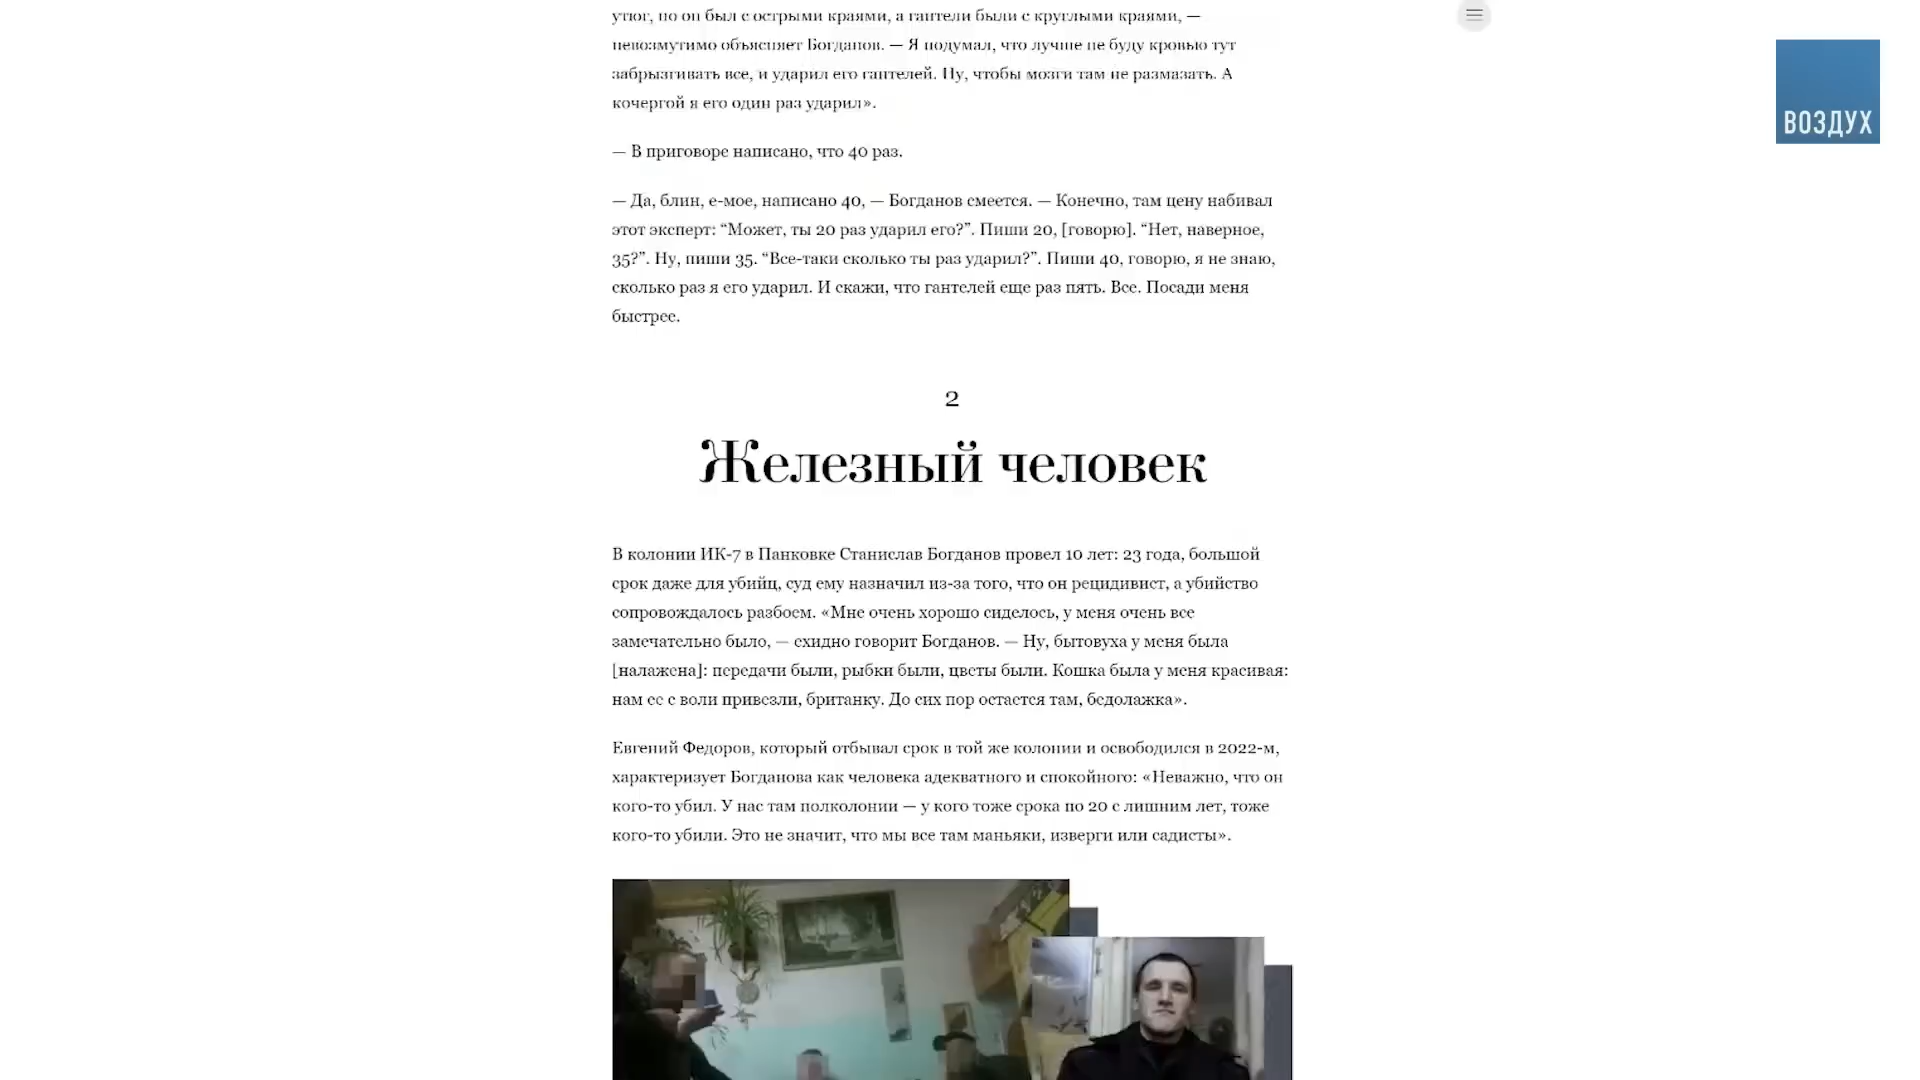 утюг, но он был с острыми краями, а гантели были с круглыми краями, —
невозмутимо объясняет Богданов. — Я подумал, что лучше не буду кровью тут
забрызгивать все, и ударил его гантелей. Ну, чтобы мозги там не размазать. А
кочергой я его один раз ударил».
— В приговоре написано, что 40 раз.
— Да, блин, е-мое, написано 40, — Богданов смеется. — Конечно, там цену набивал
этот эксперт: “Может, ты 20 раз ударил его?”. Пиши 20, [говорю]. “Нет, наверное,
35?”. Ну, пиши 35. “Все-таки сколько ты раз ударил?”. Пиши 40, говорю, я не знаю,
сколько раз я его ударил. И скажи, что гантелей еще раз пять. Все. Посади меня
быстрее.
2
Железный человек
В колонии ИК-7 в Панковке Станислав Богданов провел 10 лет: 23 года, большой
срок даже для убийц, суд ему назначил из-за того, что он рецидивист, а убийство
сопровождалось разбоем. «Мне очень хорошо сиделось, у меня очень все
замечательно было, — ехидно говорит Богданов. — Ну, бытовуха у меня была
[налажена]: передачи были, рыбки были, цветы были. Кошка была у меня красивая:
нам ее с воли привезли, британку. До сих пор остается там, бедолажка».
Евгений Федоров, который отбывал срок в той же колонии и освободился в 2022-м,
характеризует Богданова как человека адекватного и спокойного: «Неважно, что он
кого-то убил. У нас там полколонии — у кого тоже срока по 20 с лишним лет, тоже
кого-то убили. Это не значит, что мы все там маньяки, изверги или садисты».
ВОЗДУХ